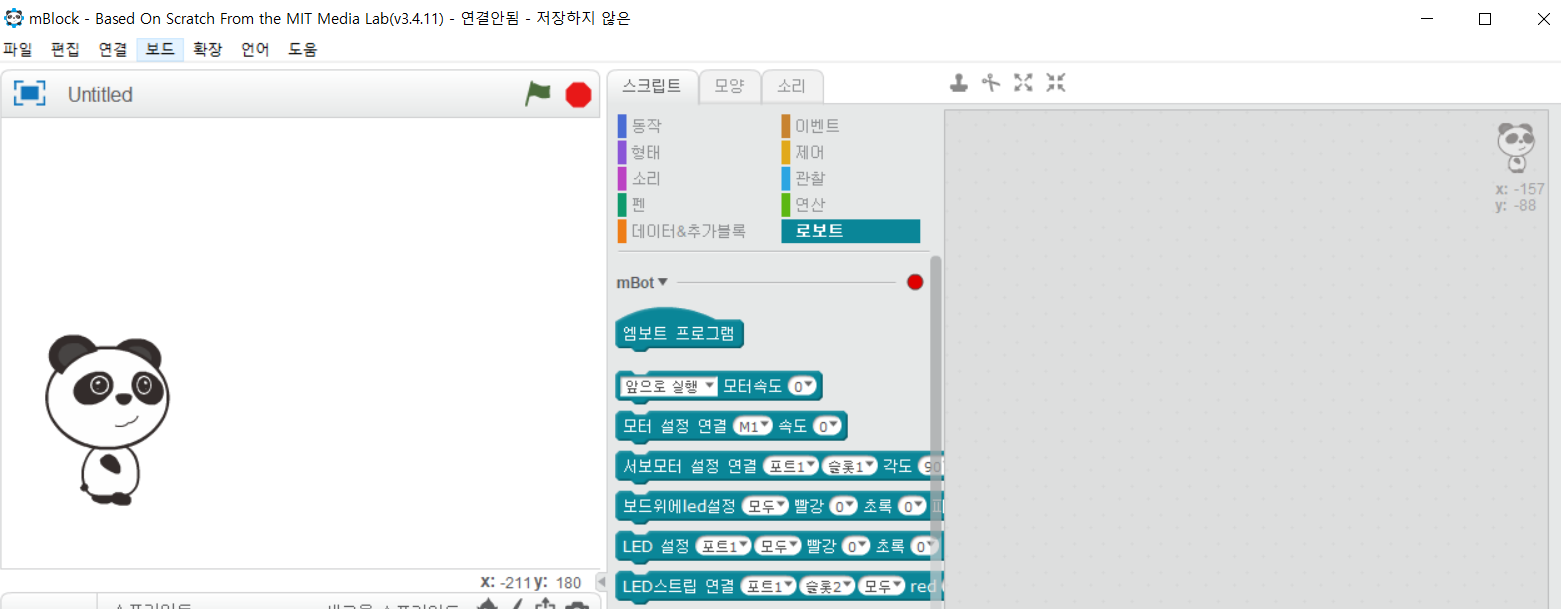 mBlock - Based On Scratch From the MIT Media Lab(v3.4.11) - 연결안됨 - 저장하지 않은
파일 편집 연결 보드 확장 언어 도움
Untitled
x: -211 y: 180
스크립트 모양 소리
동작 이벤트
형태 제어
소리 관찰
펜 연산
데이터&추가블록 로보트
mBot
엠보트 프로그램
앞으로 실행 모터속도 0
모터 설정 연결 M1 속도 0
서보모터 설정 연결 포트1 슬롯1 각도 90
보드위에led설정 모두 빨강 0 초록 0
LED 설정 포트1 모두 빨강 0 초록 0
LED스트립 연결 포트1 슬롯2 모두 red
x: -157
y: -88